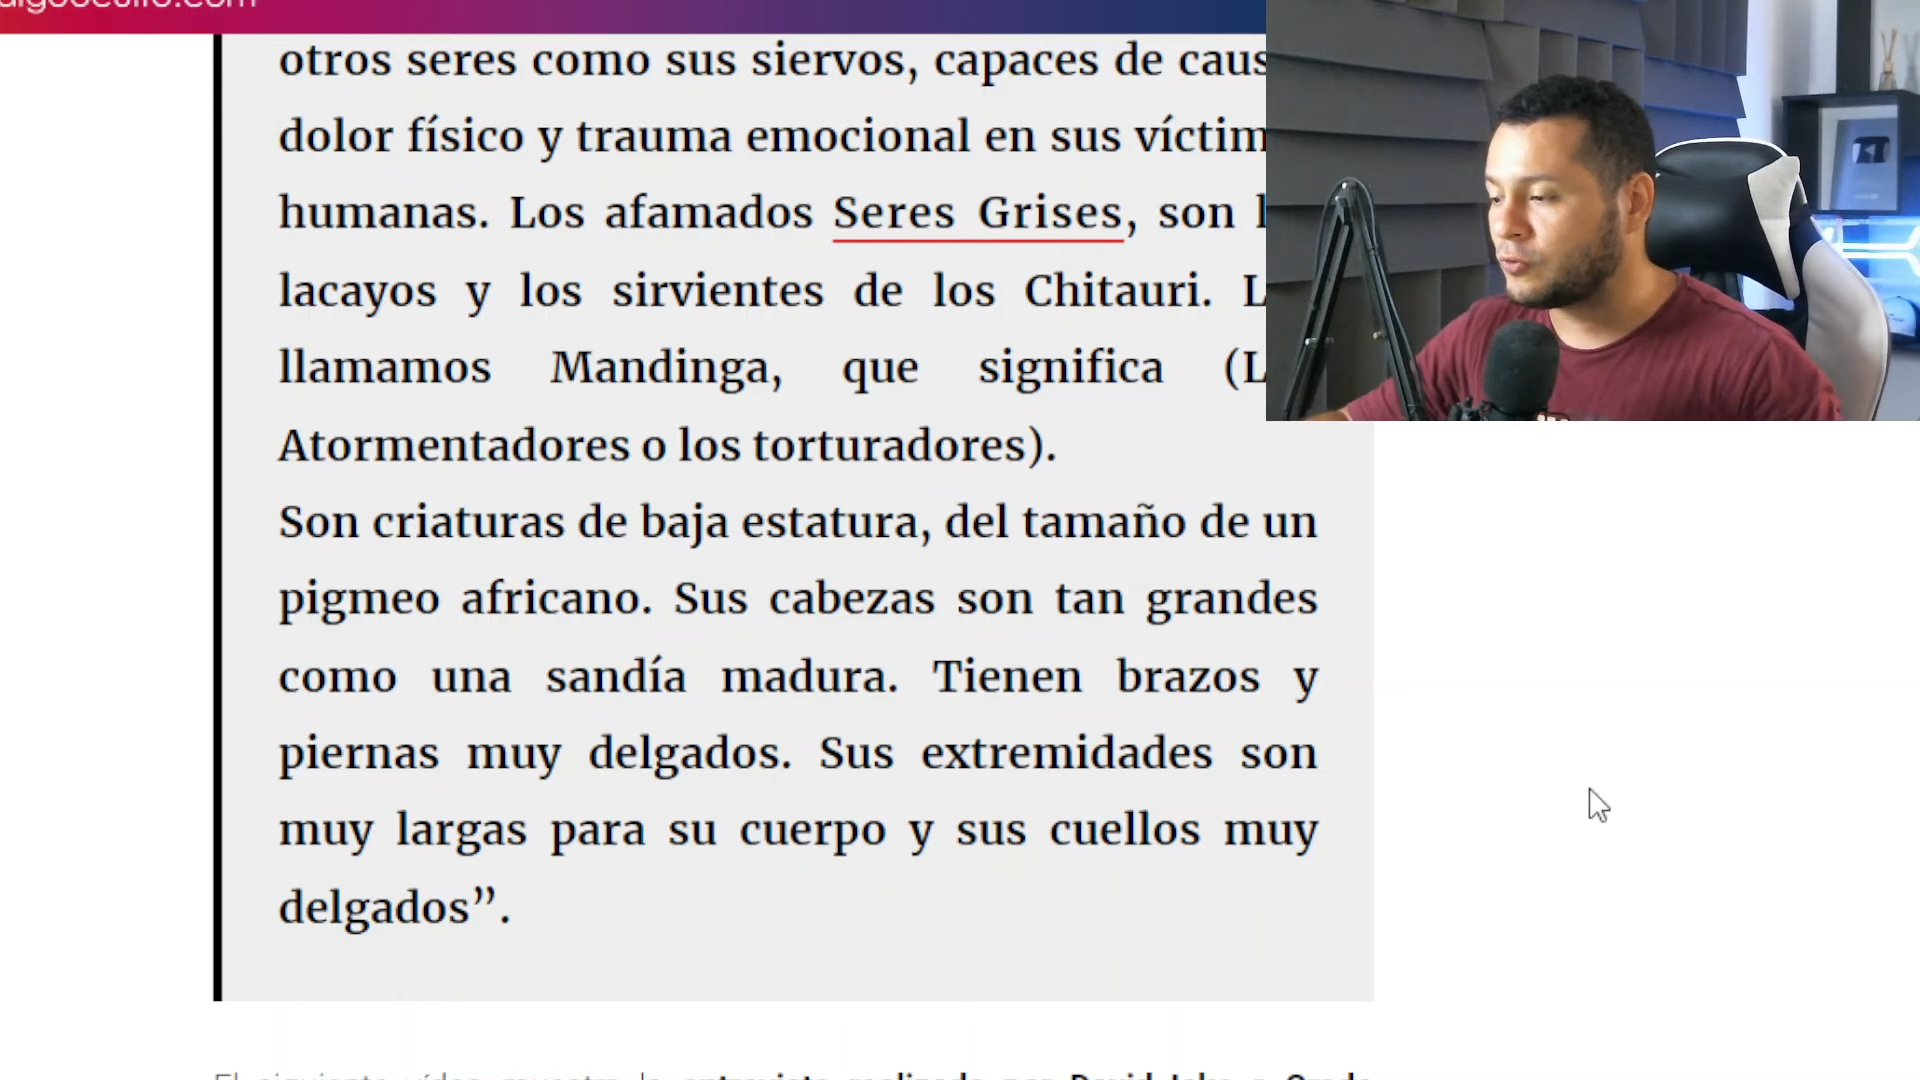 otros seres como sus siervos, capaces de
dolor físico y trauma emocional en sus
humanas. Los afamados Seres Grises, son
lacayos y los sirvientes de los Chitauri.
llamamos Mandinga, que significa
Atormentadores o los torturadores).
Son criaturas de baja estatura, del tamaño de un
pigmeo africano. Sus cabezas son tan grandes
como una sandía madura. Tienen brazos y
piernas muy delgados. Sus extremidades son
muy largas para su cuerpo y sus cuellos muy
delgados”.